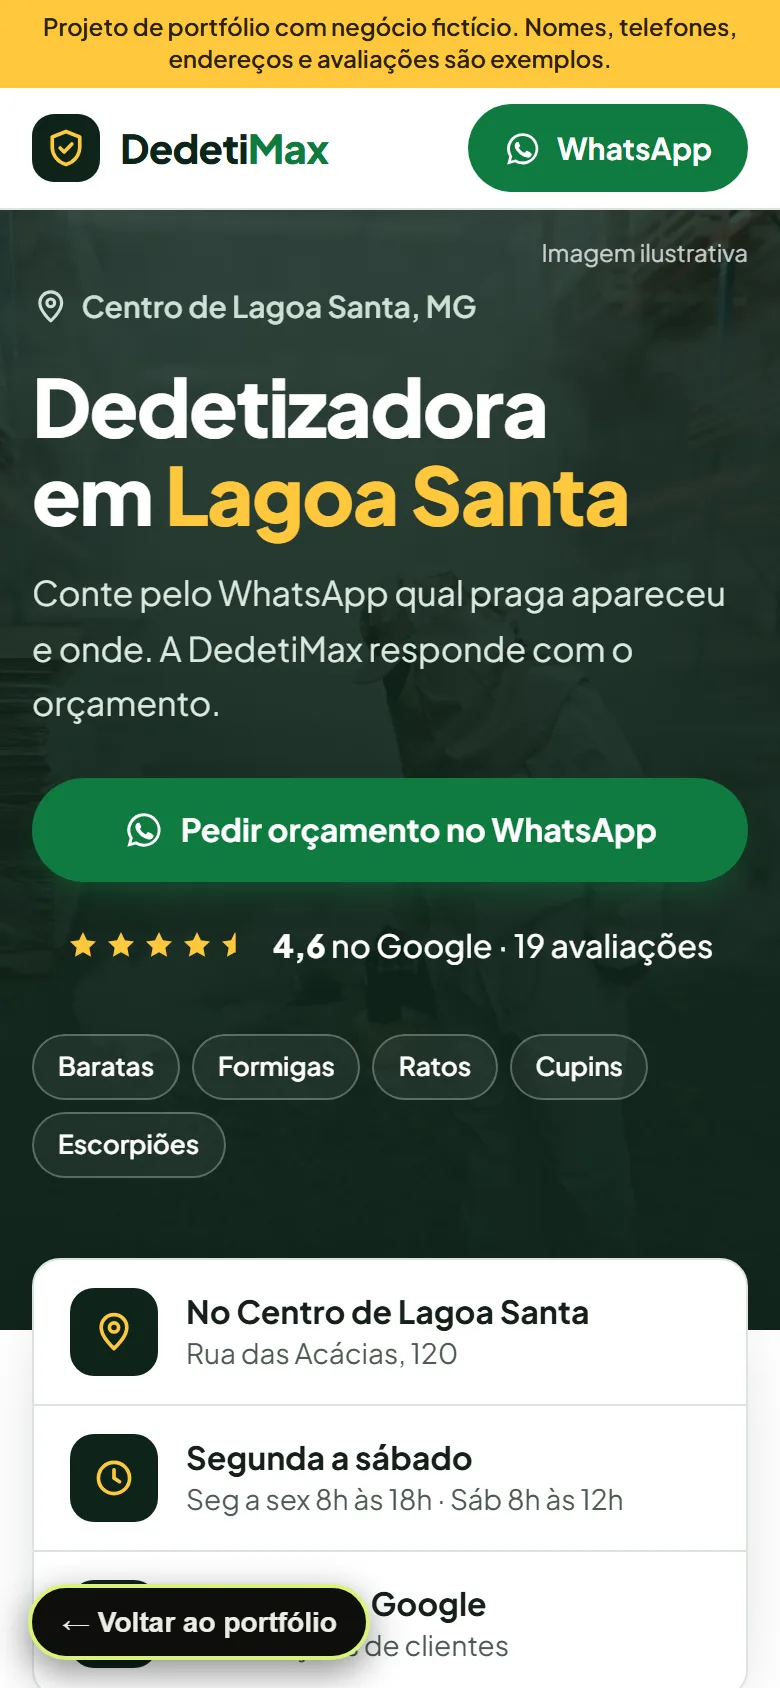 Projeto de portfólio com negócio fictício. Nomes, telefones,
endereços e avaliações são exemplos.
DedetiMax
WhatsApp
Imagem ilustrativa
Centro de Lagoa Santa, MG
Dedetizadora
em Lagoa Santa
Conte pelo WhatsApp qual praga apareceu
e onde. A DedetiMax responde com o
orçamento.
Pedir orçamento no WhatsApp
4,6 no Google · 19 avaliações
Baratas
Formigas
Ratos
Cupins
Escorpiões
No Centro de Lagoa Santa
Rua das Acácias, 120
Segunda a sábado
Seg a sex 8h às 18h · Sáb 8h às 12h
Google
de clientes
← Voltar ao portfólio